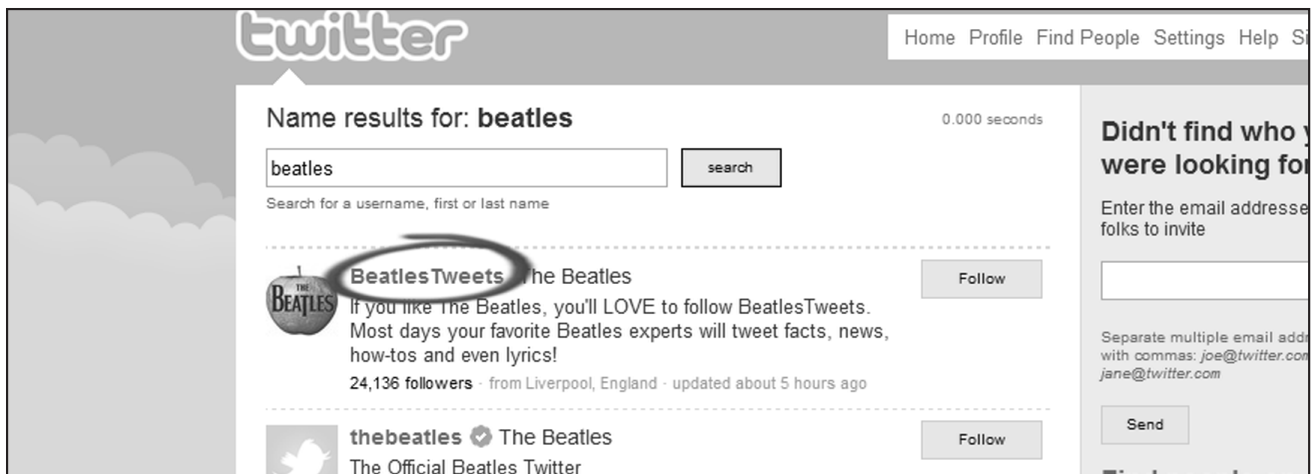 twitter
Home Profile Find People Settings Help
Name results for: beatles
0.000 seconds
beatles
search
Search for a username, first or last name
THE
BEATLES
BeatlesTweets The Beatles
Follow
If you like The Beatles, you'll LOVE to follow BeatlesTweets.
Most days your favorite Beatles experts will tweet facts, news,
how-tos and even lyrics!
24,136 followers · from Liverpool, England · updated about 5 hours ago
thebeatles The Beatles
Follow
The Official Beatles Twitter
Didn't find who
were looking for
Enter the email addresse
folks to invite
Separate multiple email addr
with commas: joe@twitter.com
jane@twitter.com
Send